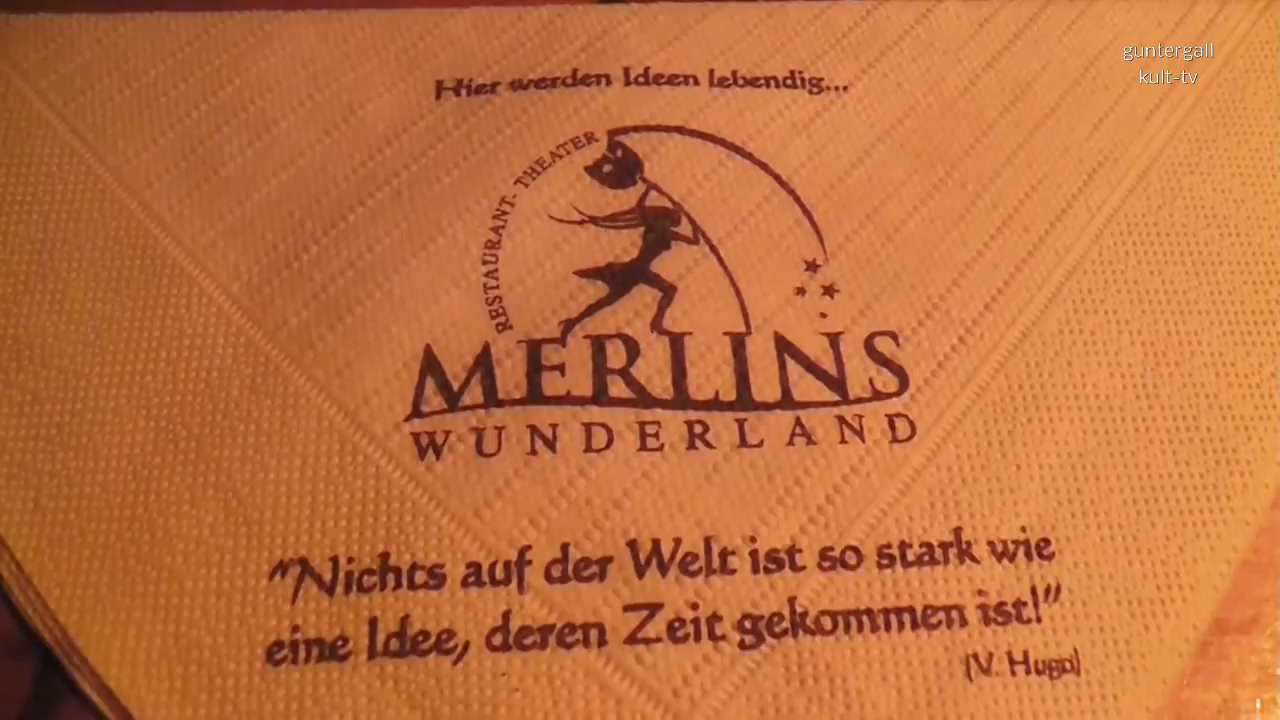 guntergall
kult-tv
Hier werden Ideen lebendig...
RESTAURANT · THEATER
MERLINS
WUNDERLAND
"Nichts auf der Welt ist so stark wie
eine Idee, deren Zeit gekommen ist!"
(V. Hugo)